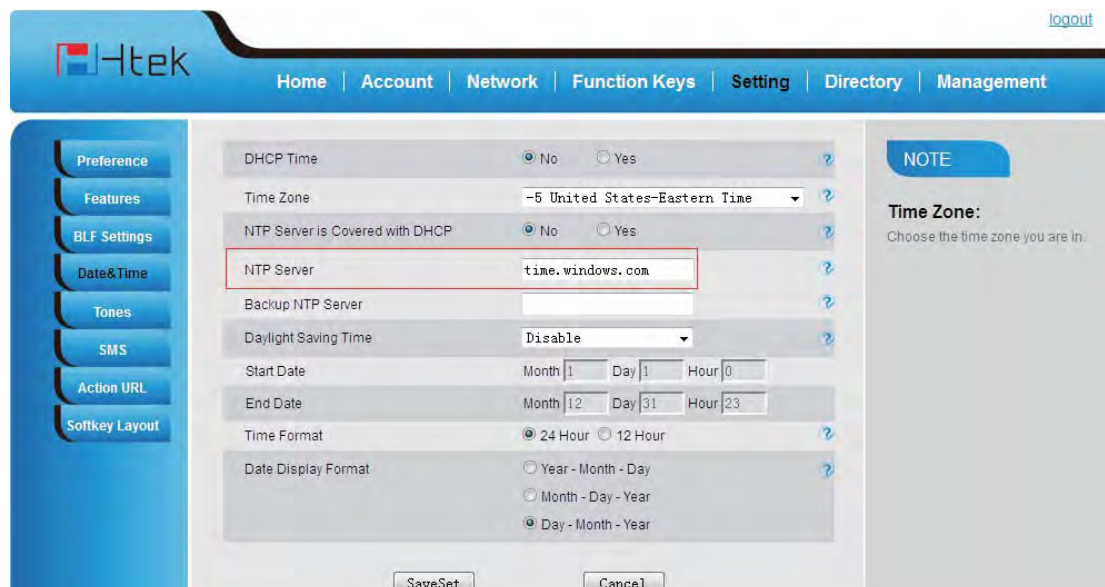 logout
Htek
Home | Account | Network | Function Keys | Setting | Directory | Management
Preference
Features
BLF Settings
Date&Time
Tones
SMS
Action URL
Softkey Layout
DHCP Time No Yes ?
Time Zone -5 United States-Eastern Time ?
NTP Server is Covered with DHCP No Yes ?
NTP Server time.windows.com ?
Backup NTP Server ?
Daylight Saving Time Disable ?
Start Date Month 1 Day 1 Hour 0
End Date Month 12 Day 31 Hour 23
Time Format 24 Hour 12 Hour ?
Date Display Format Year - Month - Day ?
Month - Day - Year
Day - Month - Year
SaveSet Cancel
NOTE
Time Zone:
Choose the time zone you are in.